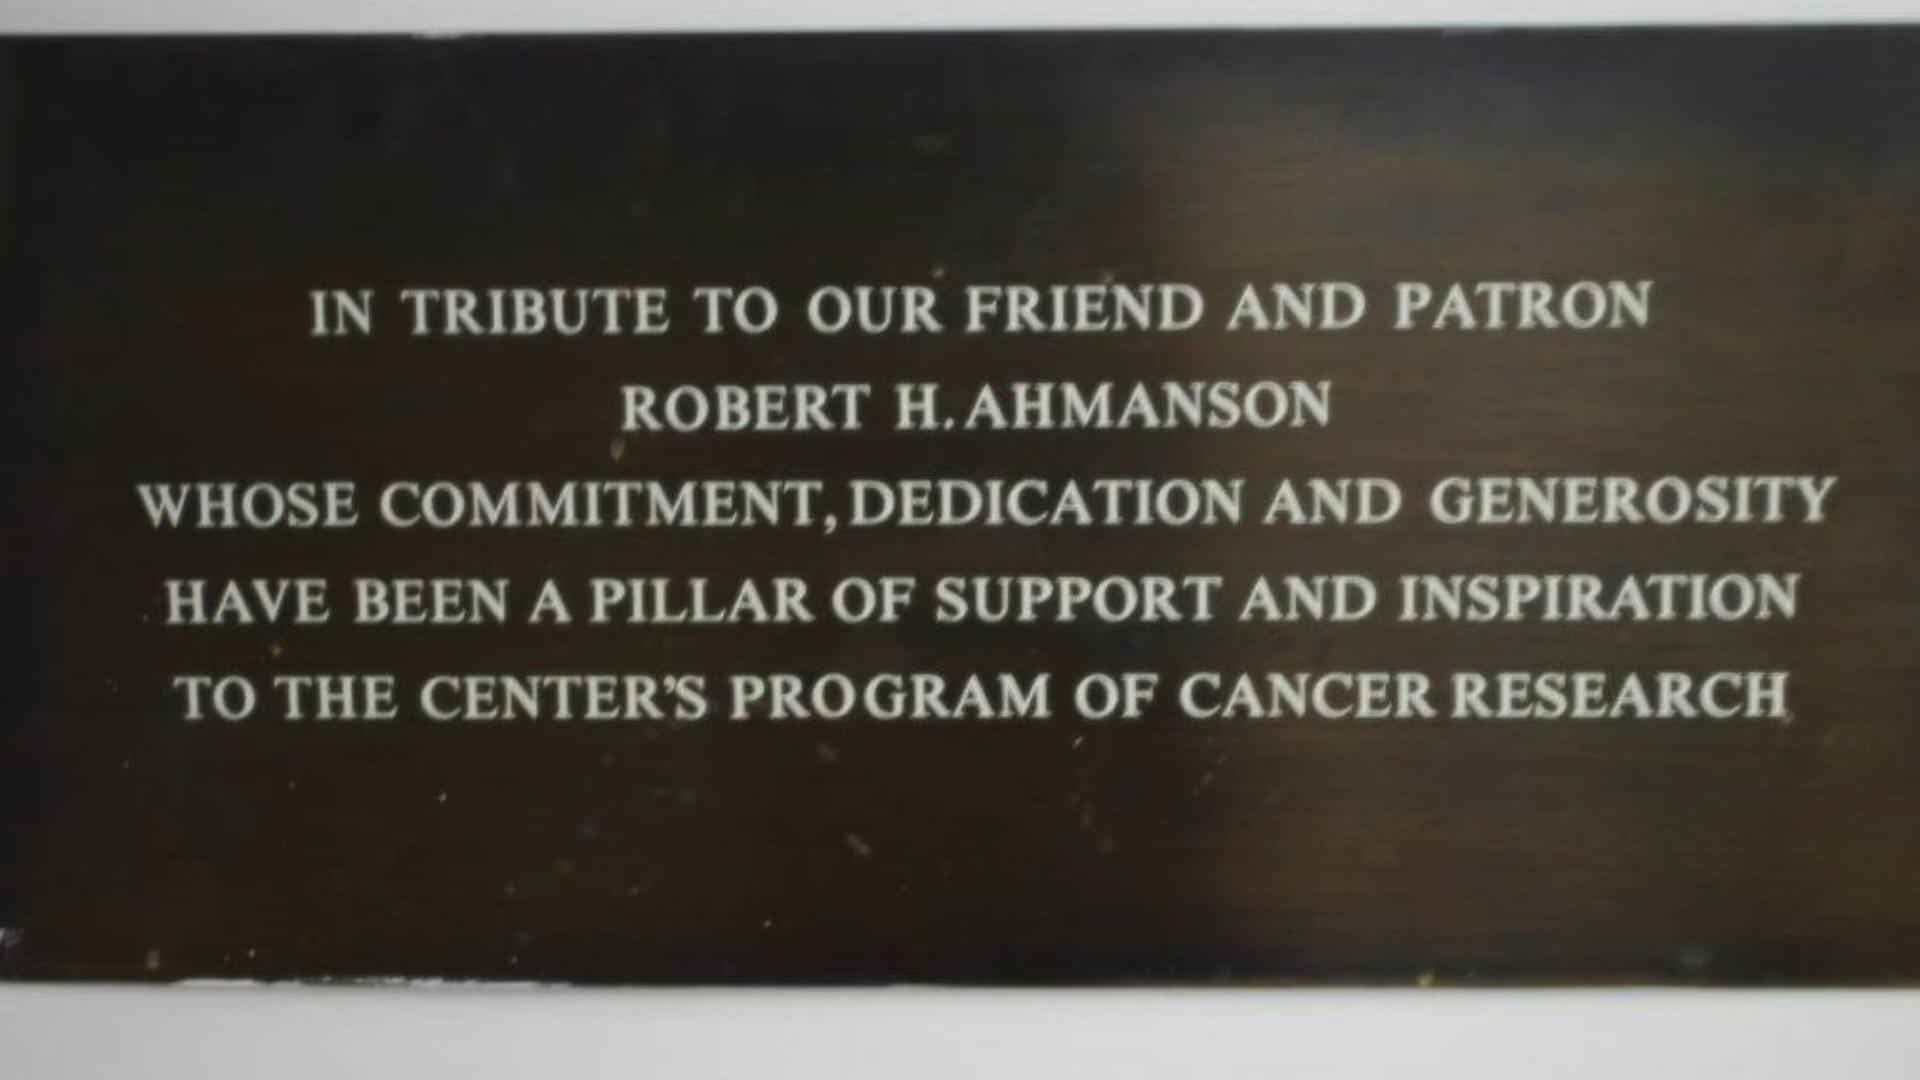 IN TRIBUTE TO OUR FRIEND AND PATRON
ROBERT H. AHMANSON
WHOSE COMMITMENT, DEDICATION AND GENEROSITY
HAVE BEEN A PILLAR OF SUPPORT AND INSPIRATION
TO THE CENTER'S PROGRAM OF CANCER RESEARCH